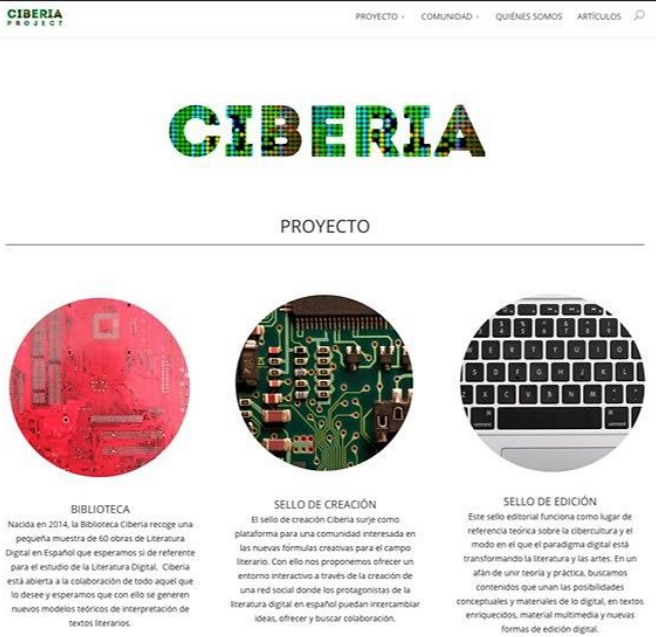 CIBERIA
PROJECT
PROYECTO
COMUNIDAD
QUIÉNES SOMOS
ARTÍCULOS
CIBERIA
PROYECTO
BIBLIOTECA
Nacida en 2014, la Biblioteca Ciberia recoge una
pequeña muestra de 60 obras de Literatura
Digital en Español que esperamos si de referente
para el estudio de la Literatura Digital. Ciberia
está abierta a la colaboración de todo aquel que
lo desee y esperamos que con ello se generen
nuevos modelos teóricos de interpretación de
textos literarios.
SELLO DE CREACIÓN
El sello de creación Ciberia surje como
plataforma para una comunidad interesada en
las nuevas fórmulas creativas para el campo
literario. Con ello nos proponemos ofrecer un
entorno interactivo a través de la creación de
una red social donde los protagonistas de la
literatura digital en español puedan intercambiar
ideas, ofrecer y buscar colaboración.
SELLO DE EDICIÓN
Este sello editorial funciona como lugar de
referencia teórica sobre la cibercultura y el
modo en el que el paradigma digital está
transformando la literatura y las artes. En un
afán de unir teoría y práctica, buscamos
contenidos que unan las posibilidades
conceptuales y materiales de lo digital, en textos
enriquecidos, material multimedia y nuevas
formas de edición digital.